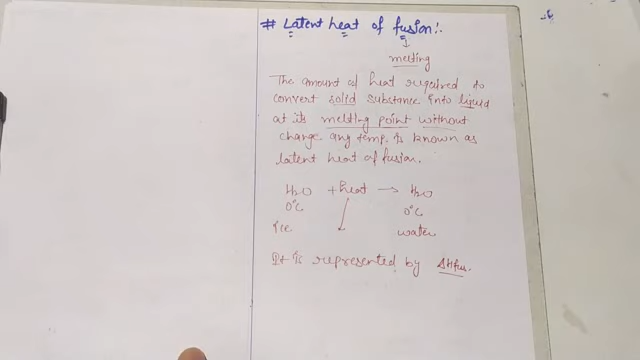 # Latent heat of fusion:-
melting
The amount of heat required to
convert solid substance into liquid
at its melting point without
change any temp. is known as
latent heat of fusion.
H2O + heat → H2O
0°C 0°C
Ice water
It is represented by ΔHfus.